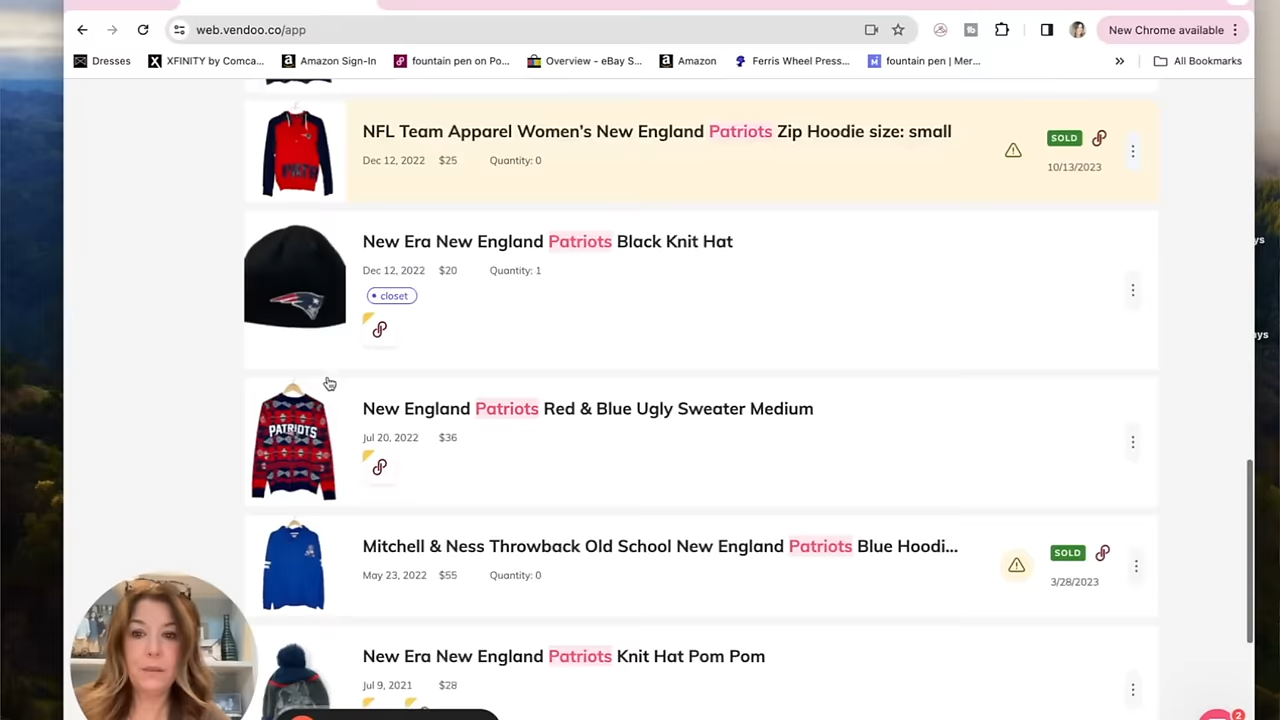 web.vendoo.co/app
New Chrome available
Dresses
XFINITY by Comca...
Amazon Sign-In
fountain pen on Po...
Overview - eBay S...
Amazon
Ferris Wheel Press...
fountain pen | Mer...
»
All Bookmarks
NFL Team Apparel Women's New England Patriots Zip Hoodie size: small
Dec 12, 2022 $25 Quantity: 0
SOLD
10/13/2023
New Era New England Patriots Black Knit Hat
Dec 12, 2022 $20 Quantity: 1
• closet
New England Patriots Red & Blue Ugly Sweater Medium
Jul 20, 2022 $36
PATRIOTS
Mitchell & Ness Throwback Old School New England Patriots Blue Hoodi...
May 23, 2022 $55 Quantity: 0
SOLD
3/28/2023
New Era New England Patriots Knit Hat Pom Pom
Jul 9, 2021 $28
2
ys
ays